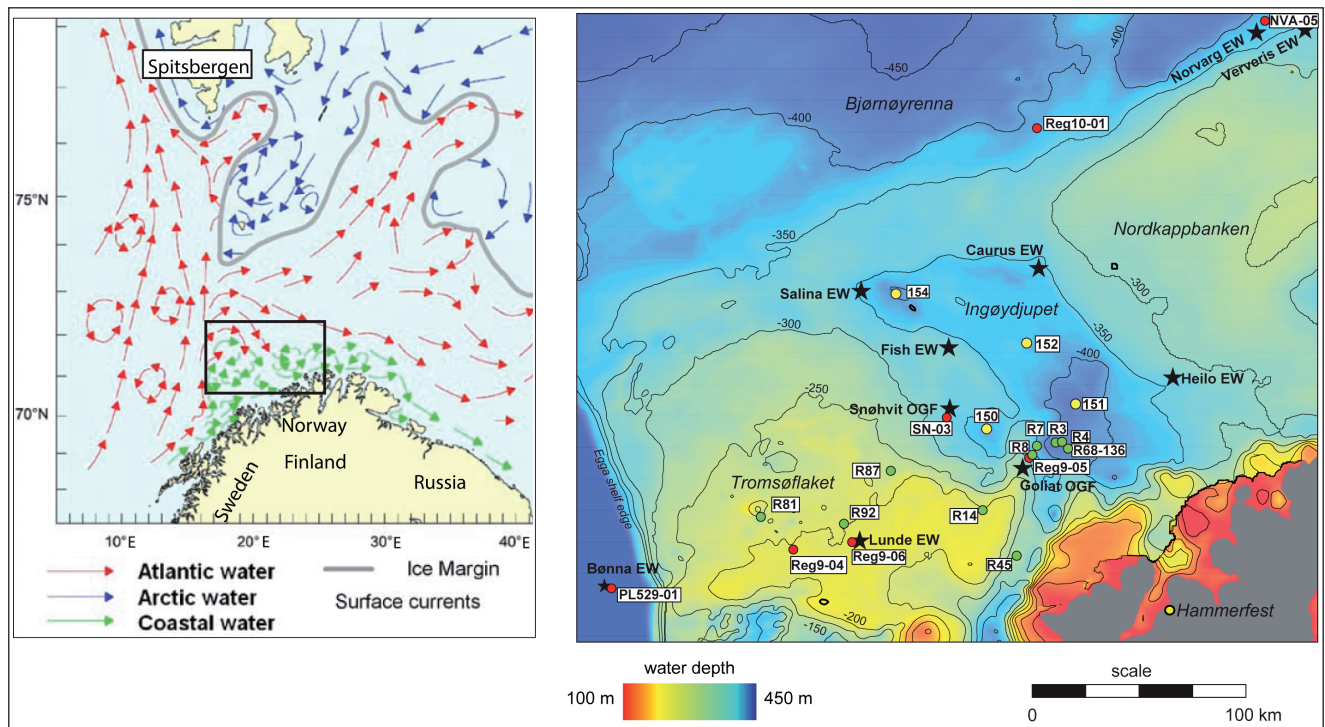 Spitsbergen
75°N
70°N
Norway
Finland
Sweden
Russia
10°E
20°E
30°E
40°E
Atlantic water
Arctic water
Coastal water
Ice Margin
Surface currents
NVA-05
Norvarg EW
Ververis EW
-400
-450
Bjørnøyrenna
-400
Reg10-01
-350
Nordkappbanken
Caurus EW
-300
Salina EW
154
Ingøydjupet
-300
-350
Fish EW
152
-400
Heilo EW
-250
Snøhvit OGF
150
151
SN-03
R7
R3
R4
R8
R68-136
Reg9-05
Goliat OGF
Egga shelf edge
R87
Tromsøflaket
R81
R92
R14
Lunde EW
Reg9-06
Reg9-04
R45
Bønna EW
PL529-01
-200
-150
Hammerfest
water depth
100 m
450 m
scale
0
100 km